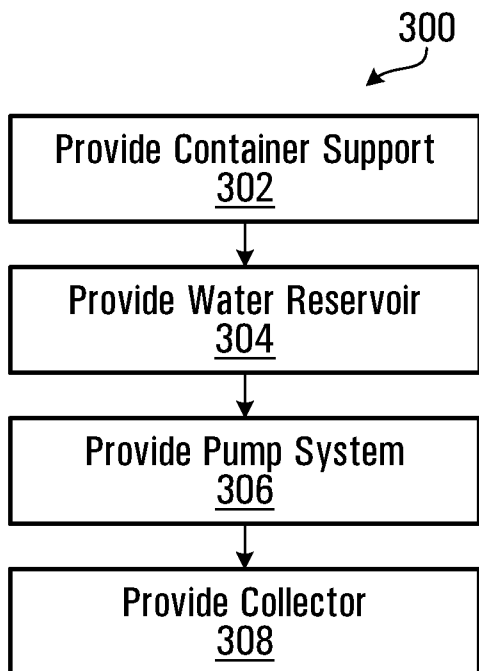 300
Provide Container Support
302
Provide Water Reservoir
304
Provide Pump System
306
Provide Collector
308